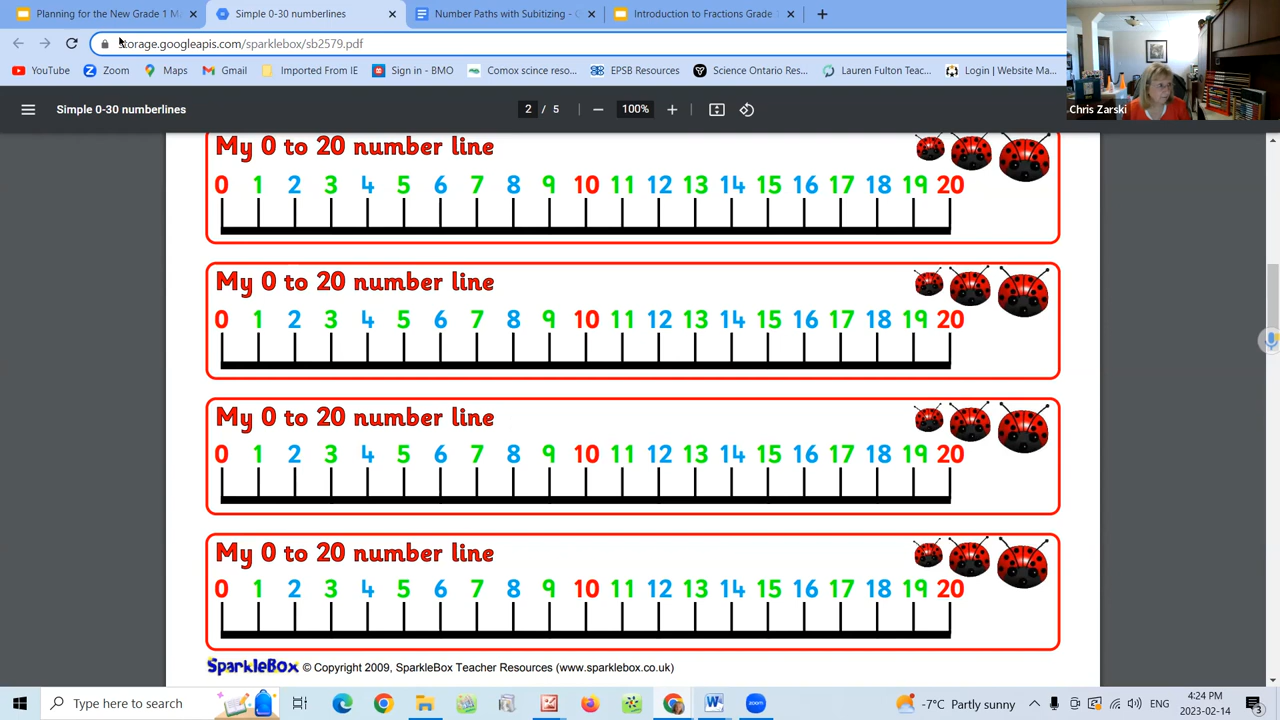 Planning for the New Grade 1 M
Simple 0-30 numberlines
Number Paths with Subitizing -
Introduction to Fractions Grade
storage.googleapis.com/sparklebox/sb2579.pdf
YouTube Zoom Maps Gmail Imported From IE Sign in - BMO Comox scince reso... EPSB Resources Science Ontario Res... Lauren Fulton Teac... Login | Website Ma...
Simple 0-30 numberlines 2 / 5 100%
Chris Zarski
My 0 to 20 number line
0 1 2 3 4 5 6 7 8 9 10 11 12 13 14 15 16 17 18 19 20
My 0 to 20 number line
0 1 2 3 4 5 6 7 8 9 10 11 12 13 14 15 16 17 18 19 20
My 0 to 20 number line
0 1 2 3 4 5 6 7 8 9 10 11 12 13 14 15 16 17 18 19 20
My 0 to 20 number line
0 1 2 3 4 5 6 7 8 9 10 11 12 13 14 15 16 17 18 19 20
SparkleBox © Copyright 2009, SparkleBox Teacher Resources (www.sparklebox.co.uk)
Type here to search
-7°C Partly sunny
ENG
4:24 PM
2023-02-14
3